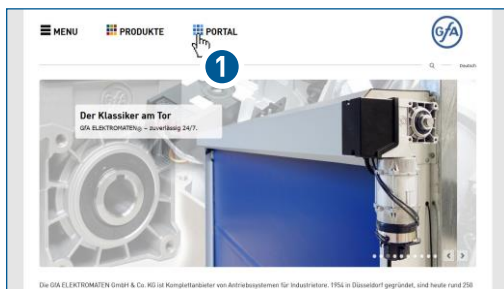 MENU PRODUKTE PORTAL
GfA
1
Deutsch
Der Klassiker am Tor
GfA ELEKTROMATEN® – zuverlässig 24/7.
Die GfA ELEKTROMATEN GmbH & Co. KG ist Komplettanbieter von Antriebssystemen für Industrietore. 1954 in Düsseldorf gegründet, sind heute rund 250